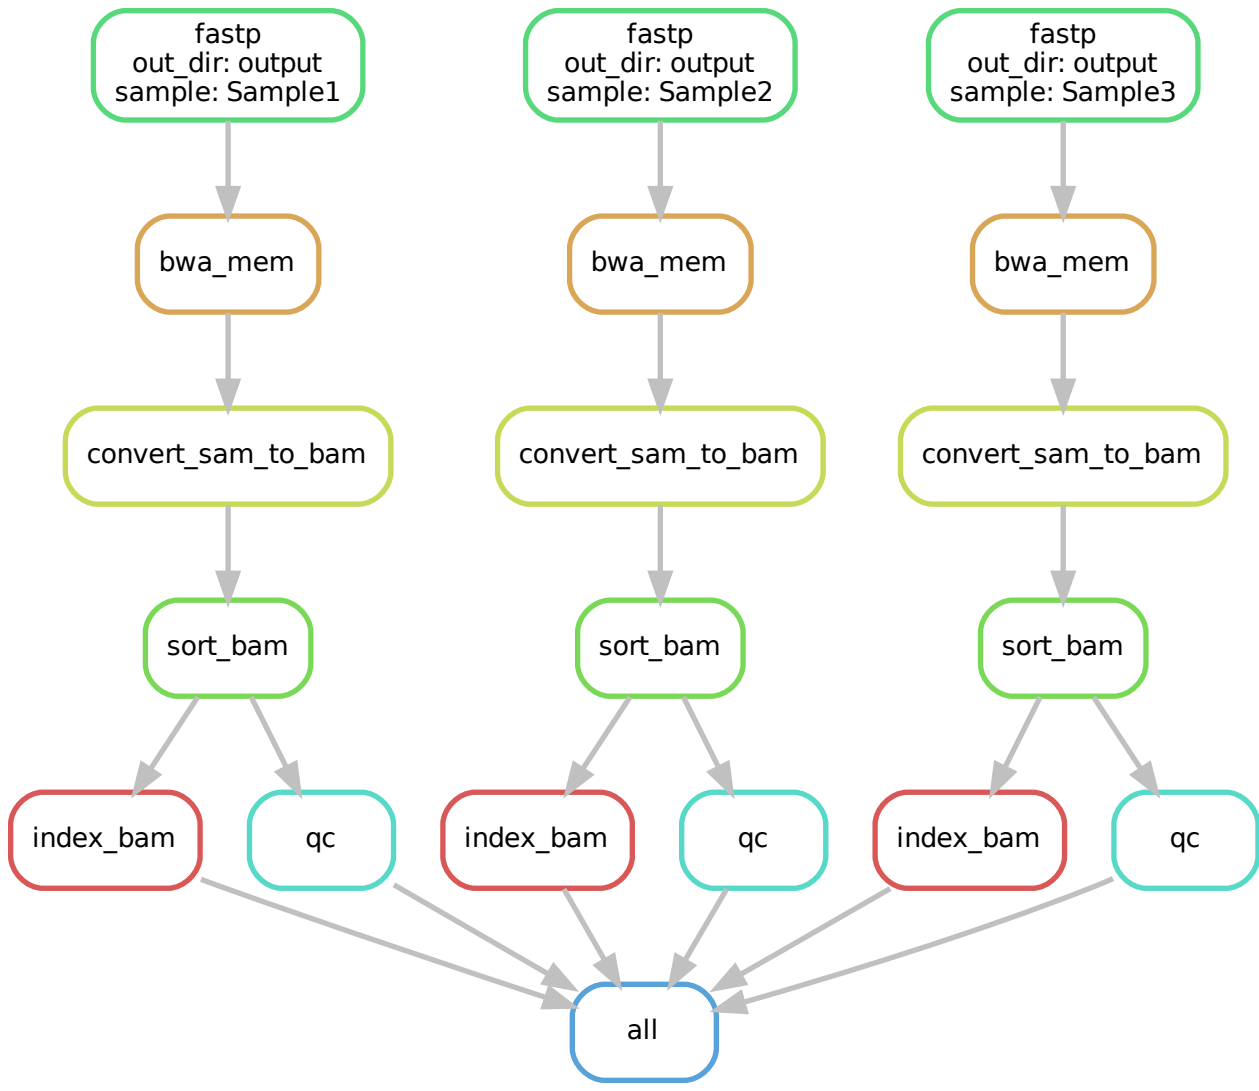 fastp
out_dir: output
sample: Sample1
fastp
out_dir: output
sample: Sample2
fastp
out_dir: output
sample: Sample3
bwa_mem
bwa_mem
bwa_mem
convert_sam_to_bam
convert_sam_to_bam
convert_sam_to_bam
sort_bam
sort_bam
sort_bam
index_bam
qc
index_bam
qc
index_bam
qc
all